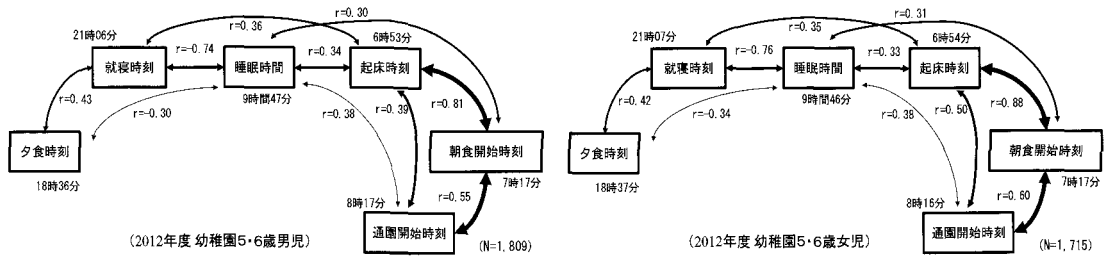 r=0.36
r=0.30
21時06分
6時53分
就寝時刻
r=-0.74
睡眠時間
r=0.34
起床時刻
9時間47分
r=0.43
r=-0.30
r=0.38
r=0.39
r=0.81
夕食時刻
18時36分
朝食開始時刻
7時17分
r=0.55
8時17分
通園開始時刻
(2012年度 幼稚園5・6歳男児)
(N=1,809)
r=0.35
r=0.31
21時07分
6時54分
就寝時刻
r=-0.76
睡眠時間
r=0.33
起床時刻
9時間46分
r=0.42
r=-0.34
r=0.38
r=0.50
r=0.88
夕食時刻
18時37分
朝食開始時刻
7時17分
r=0.60
8時16分
通園開始時刻
(2012年度 幼稚園5・6歳女児)
(N=1,715)